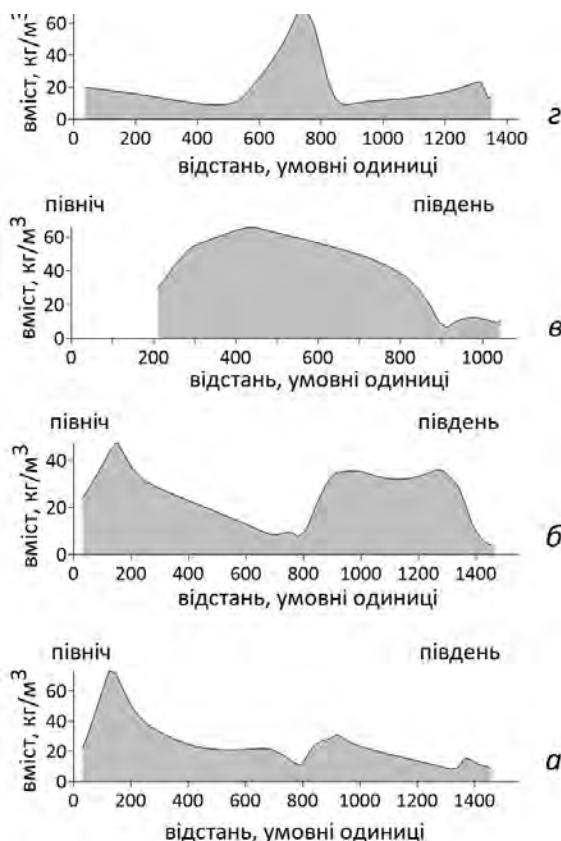 вміст, кг/м³
60
40
20
0
0 200 400 600 800 1000 1200 1400
відстань, умовні одиниці
г
північ південь
вміст, кг/м³
60
40
20
0
0 200 400 600 800 1000
відстань, умовні одиниці
в
північ південь
вміст, кг/м³
40
20
0
0 200 400 600 800 1000 1200 1400
відстань, умовні одиниці
б
північ південь
вміст, кг/м³
60
40
20
0
0 200 400 600 800 1000 1200 1400
відстань, умовні одиниці
а